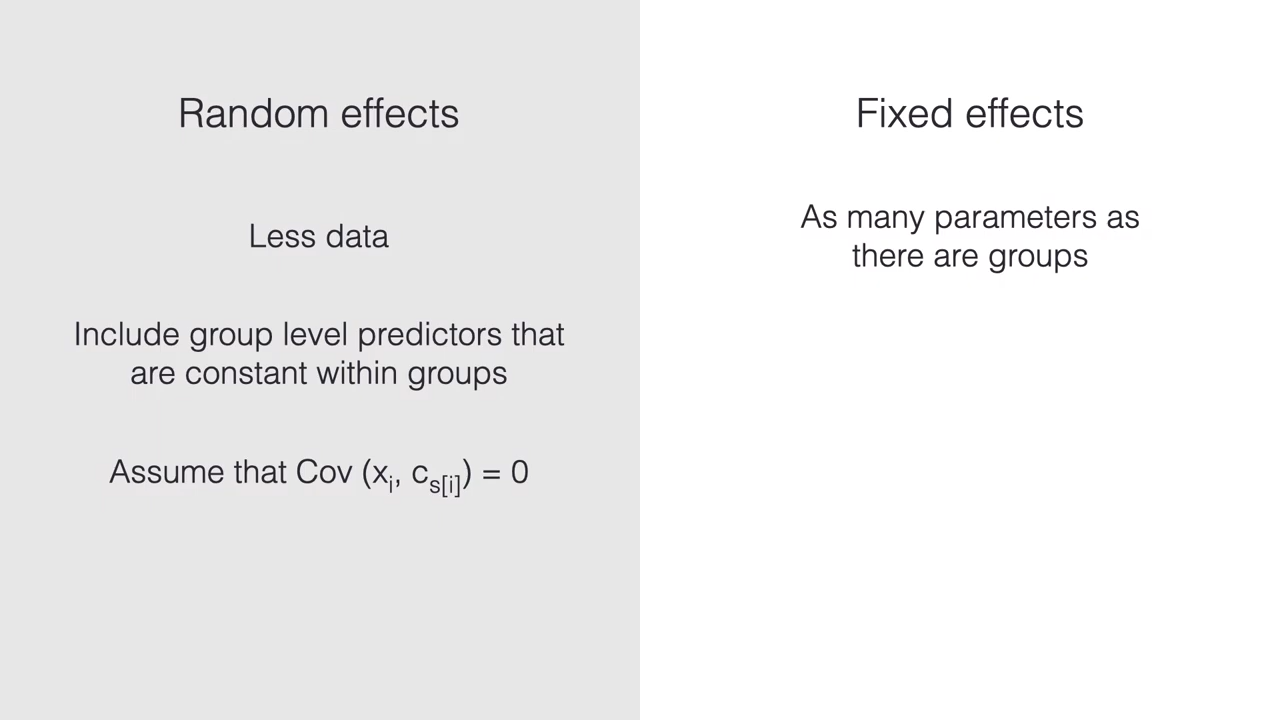 Random effects
Less data
Include group level predictors that
are constant within groups
Assume that Cov (xᵢ, c_s[i]) = 0
Fixed effects
As many parameters as
there are groups